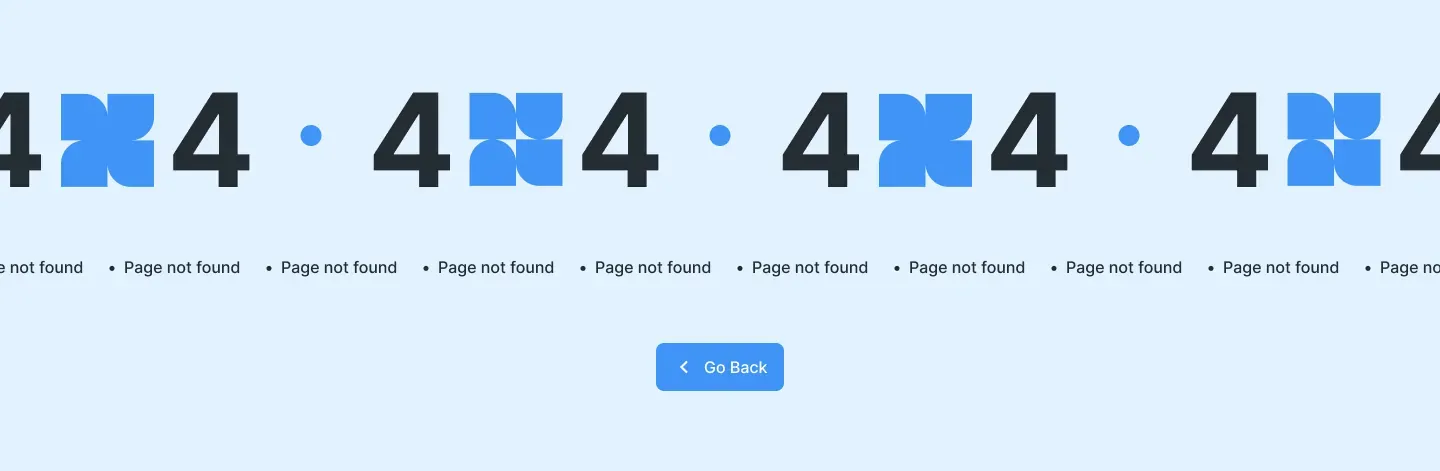 4 4 • 4 4 • 4 4 • 4 4
not found • Page not found • Page not found • Page not found • Page not found • Page not found • Page not found • Page not found • Page not found • Page
Go Back